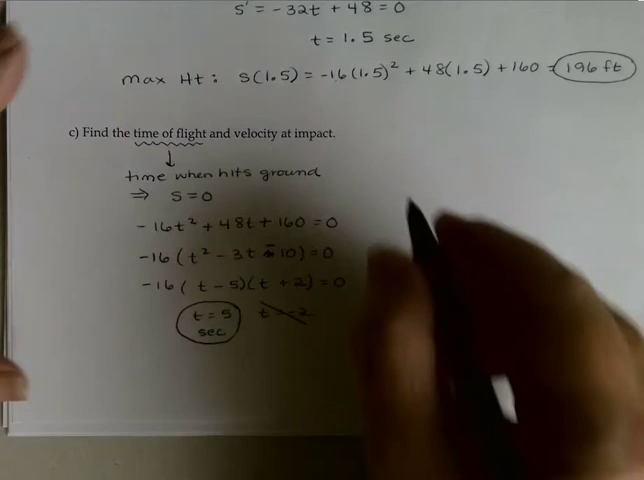 s' = -32t + 48 = 0
t = 1.5 sec
max Ht: s(1.5) = -16(1.5)² + 48(1.5) + 160 = 196 ft
c) Find the time of flight and velocity at impact.
↓
time when hits ground
⇒ s = 0
-16t² + 48t + 160 = 0
-16(t² - 3t - 10) = 0
-16(t - 5)(t + 2) = 0
t = 5 t = -2
sec